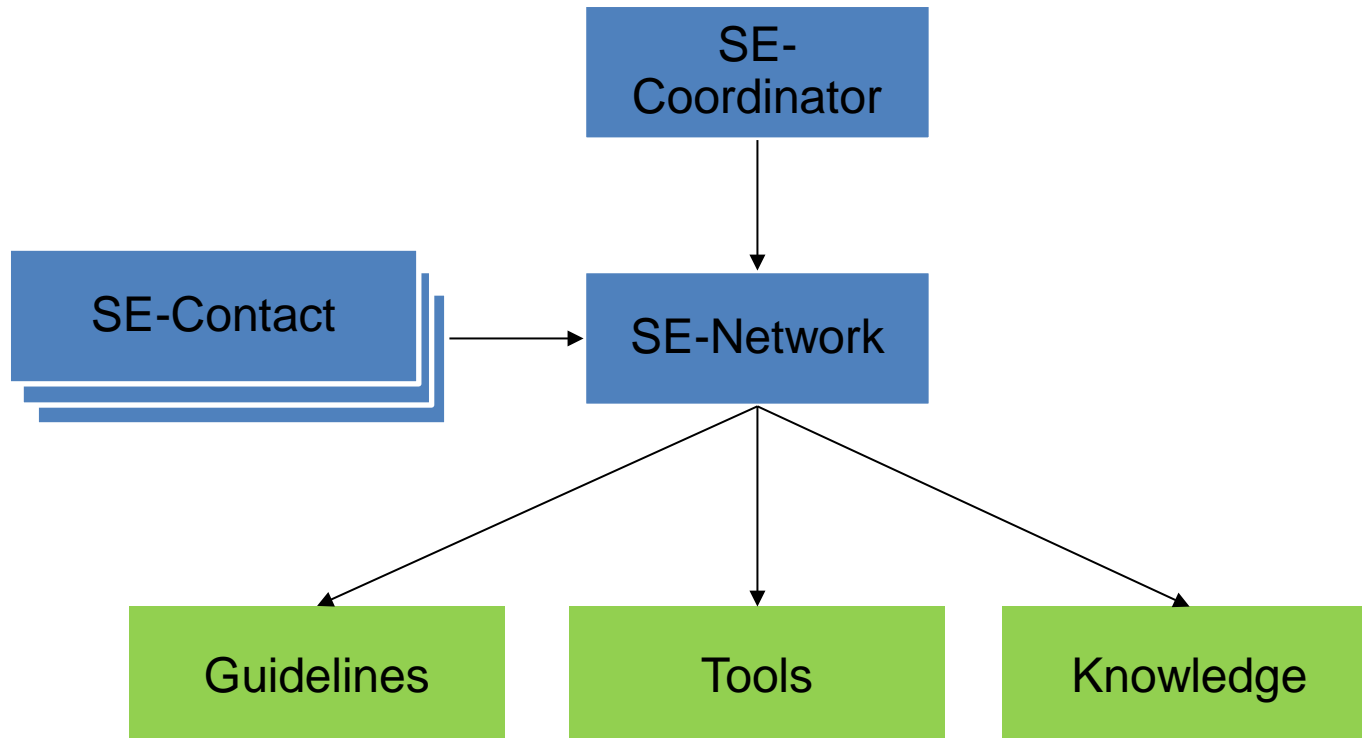 SE-
Coordinator
SE-Contact
SE-Network
Guidelines
Tools
Knowledge